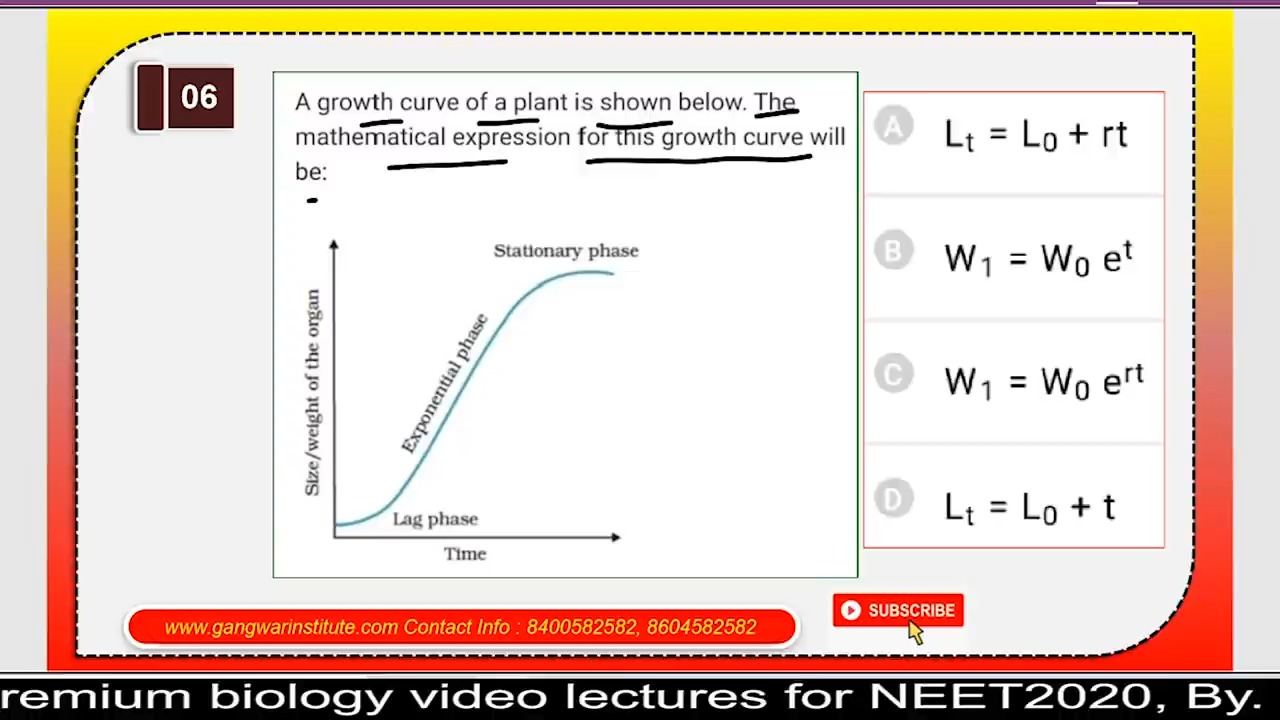 06
A growth curve of a plant is shown below. The
mathematical expression for this growth curve will
be:
Stationary phase
Exponential phase
Size/weight of the organ
Lag phase
Time
A Lₜ = L₀ + rt
B W₁ = W₀ eᵗ
C W₁ = W₀ eʳᵗ
D Lₜ = L₀ + t
www.gangwarinstitute.com Contact Info : 8400582582, 8604582582
SUBSCRIBE
remium biology video lectures for NEET2020, By.